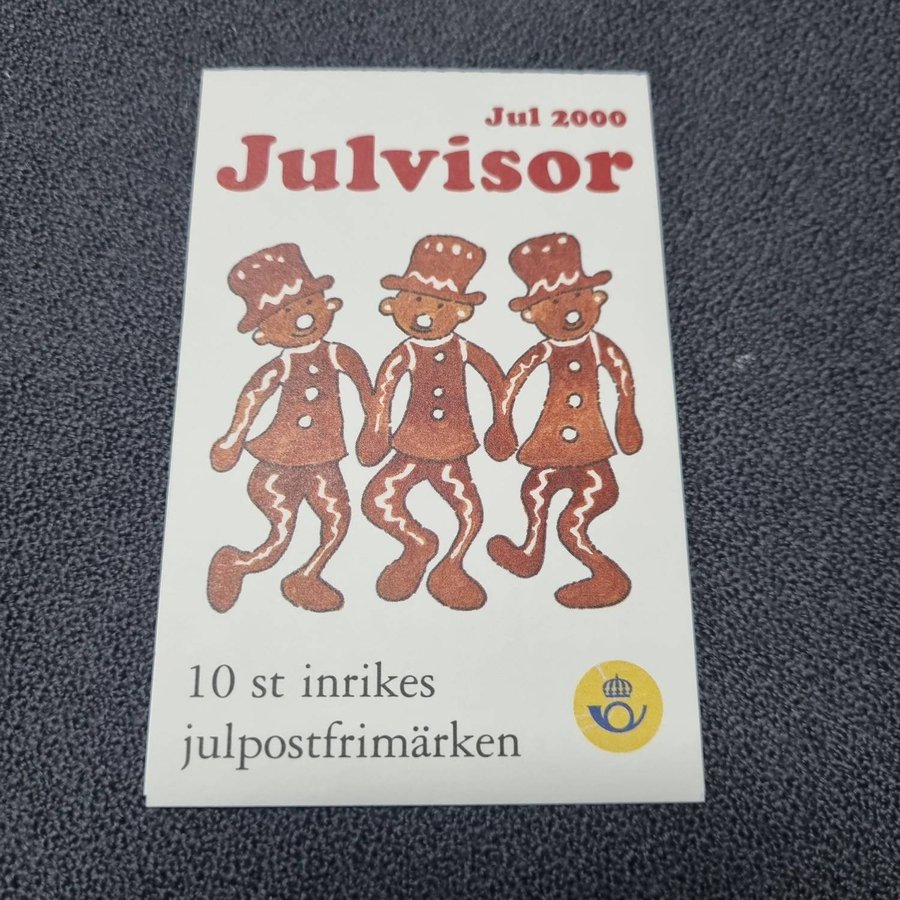 Jul 2000
Julvisor
10 st inrikes
julpostfrimärken